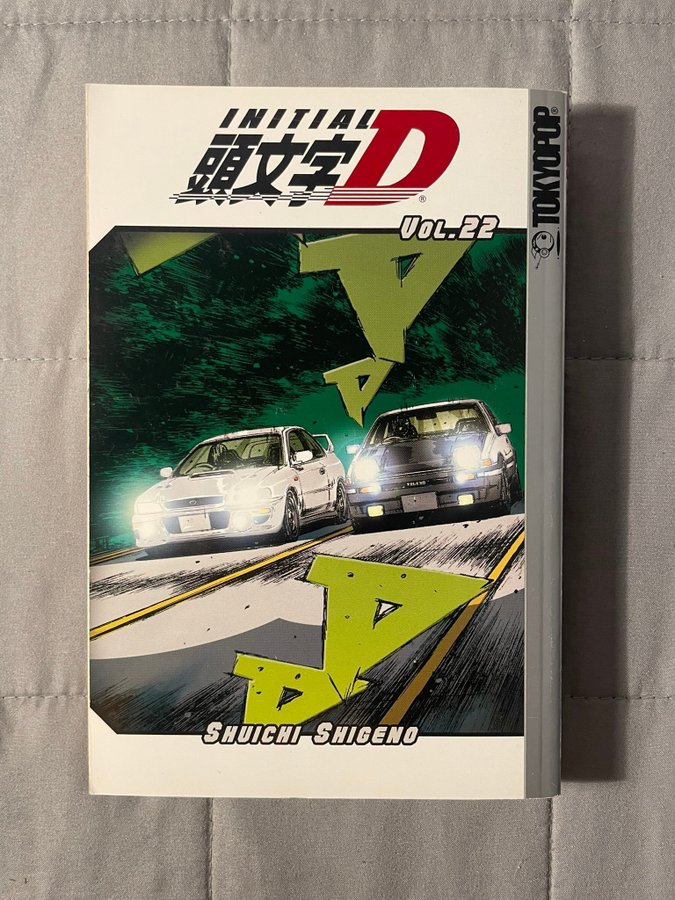 INITIAL
頭文字D®
VOL.22
TOKYOPOP®
SHUICHI SHIGENO